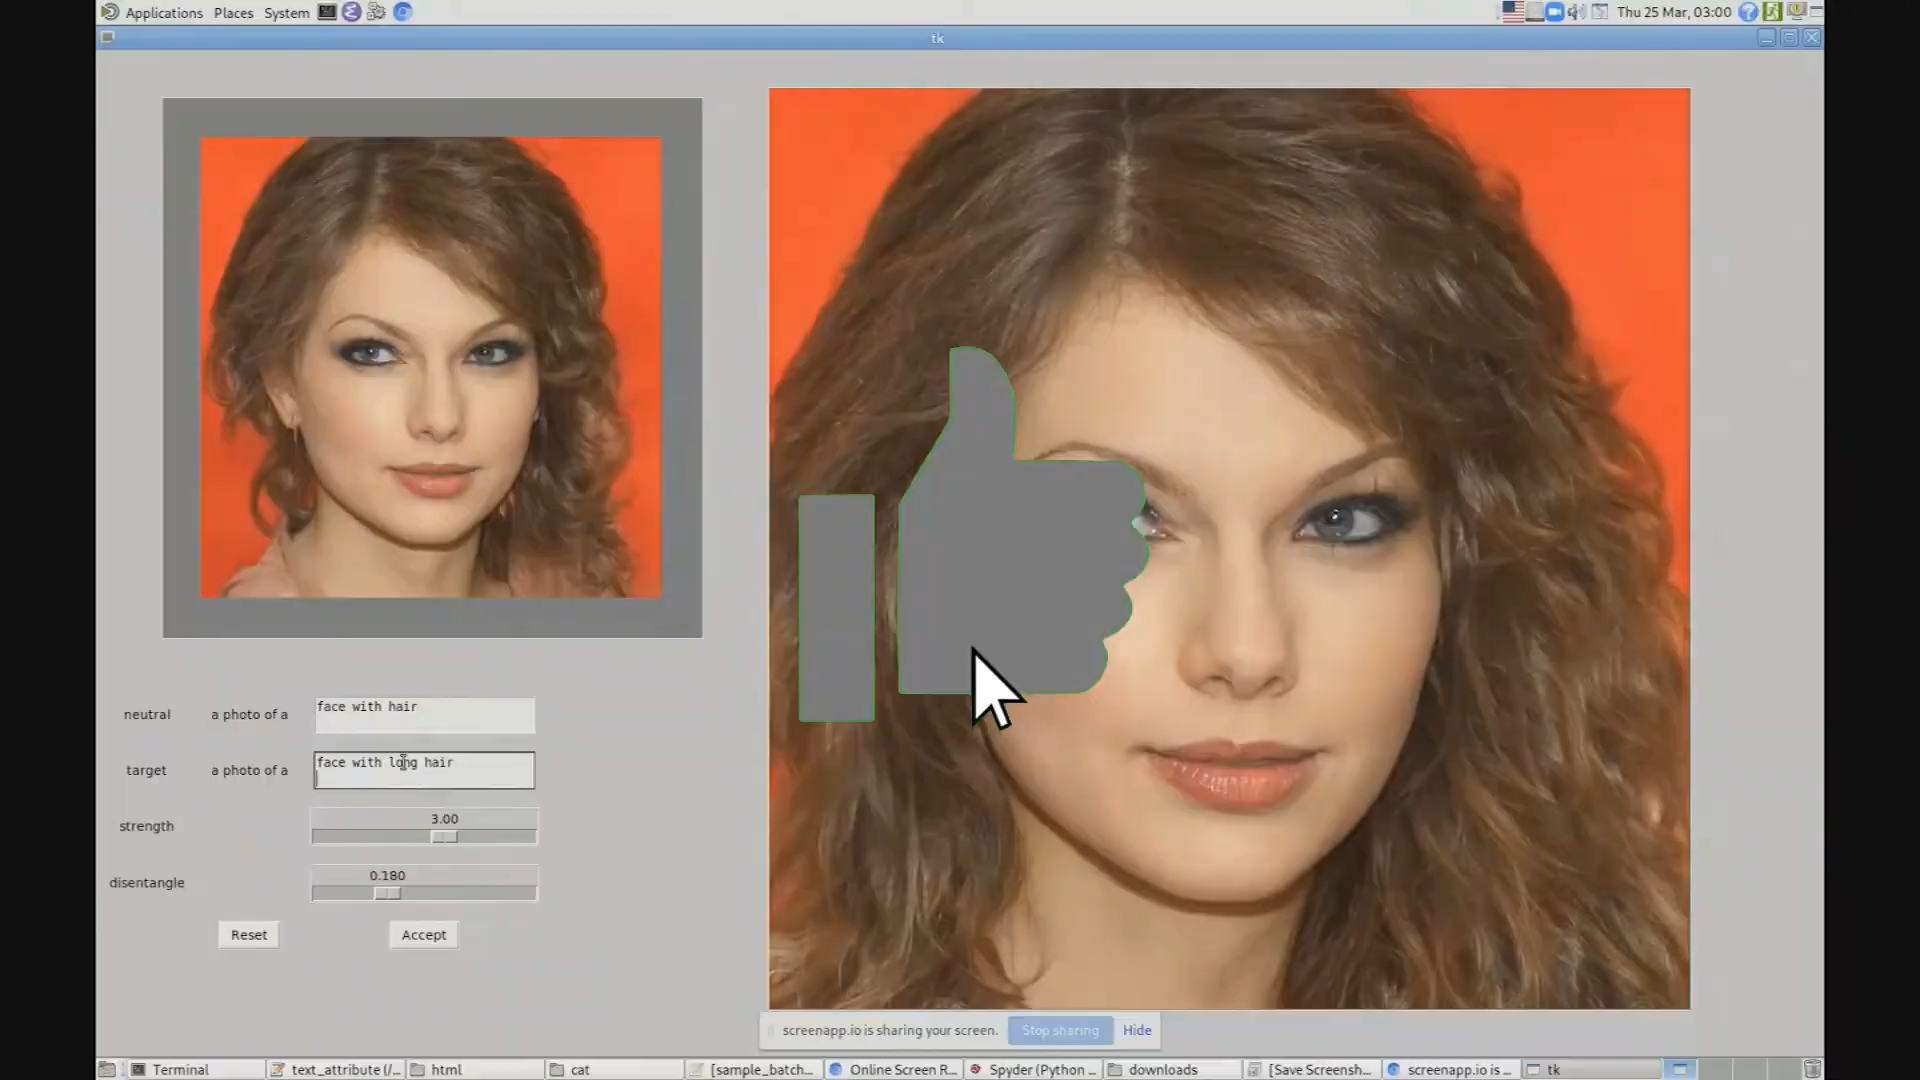 Applications Places System
Thu 25 Mar, 03:00
tk
neutral a photo of a face with hair
target a photo of a face with long hair
strength 3.00
disentangle 0.180
Reset Accept
screenapp.io is sharing your screen. Stop sharing Hide
Terminal text_attribute (/... html cat [sample_batch... Online Screen R... Spyder (Python ... downloads [Save Screensh... screenapp.io is ... tk